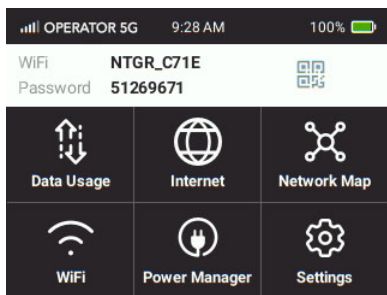 OPERATOR 5G 9:28 AM 100%
WiFi NTGR_C71E
Password 51269671
Data Usage Internet Network Map
WiFi Power Manager Settings